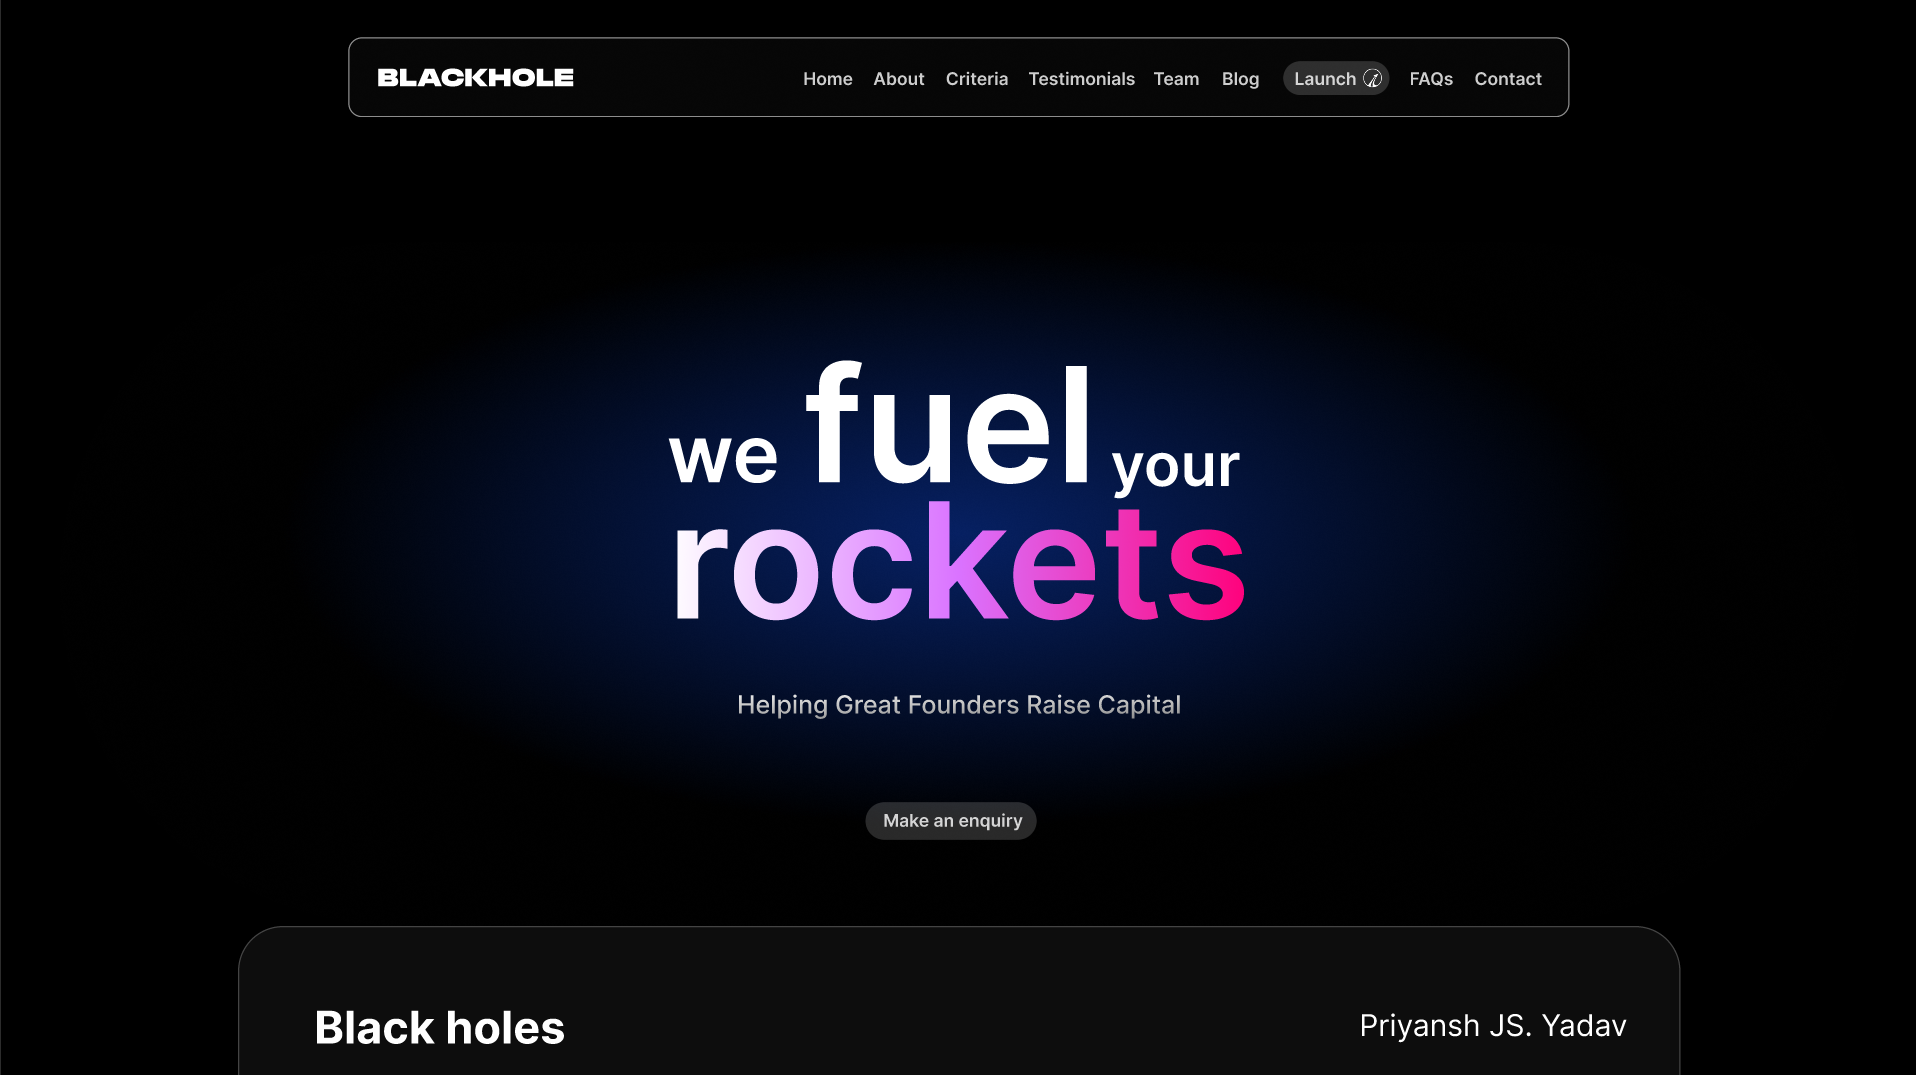 BLACKHOLE Home About Criteria Testimonials Team Blog Launch FAQs Contact
we fuel your
rockets
Helping Great Founders Raise Capital
Make an enquiry
Black holes Priyansh JS. Yadav